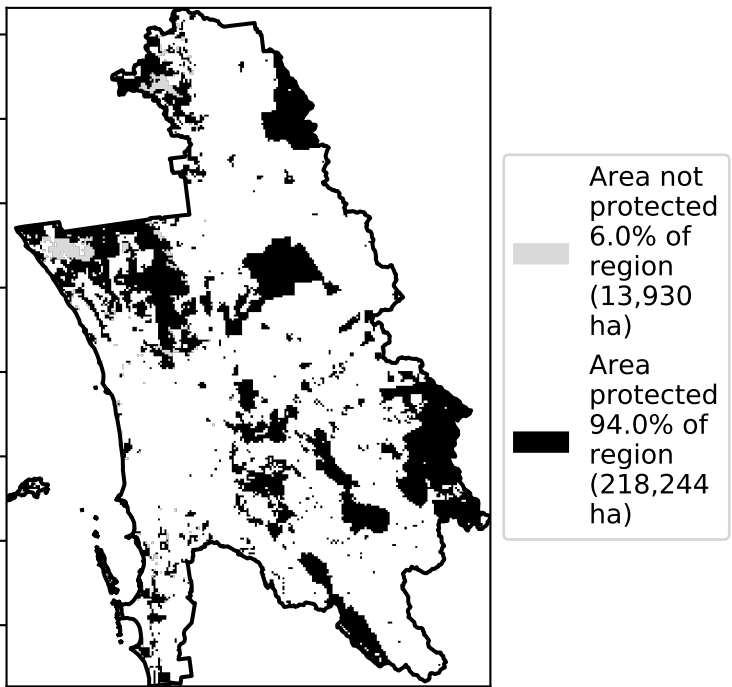 Area not
protected
6.0% of
region
(13,930
ha)
Area
protected
94.0% of
region
(218,244
ha)